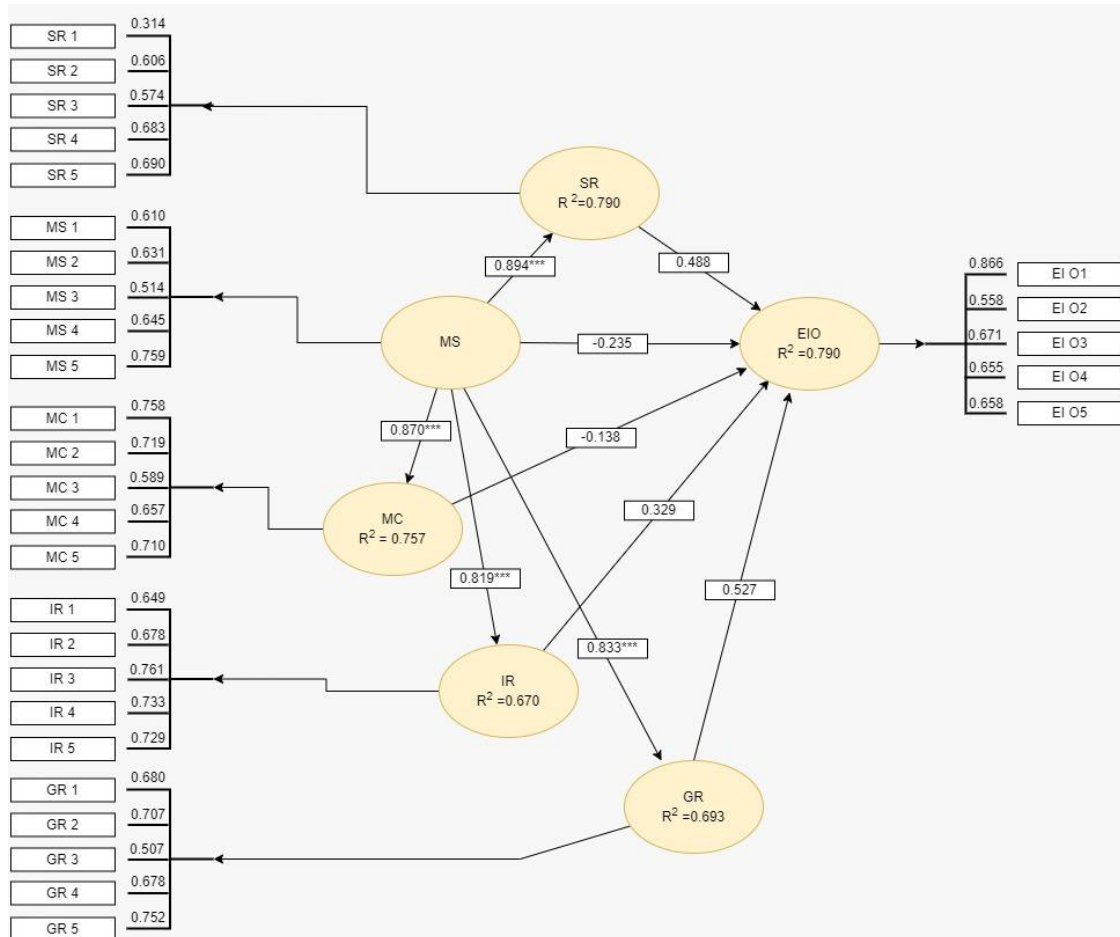 0.314
SR 1
0.606
SR 2
0.574
SR 3
0.683
SR 4
0.690
SR 5
0.610
MS 1
0.631
MS 2
0.514
MS 3
0.645
MS 4
0.759
MS 5
0.758
MC 1
0.719
MC 2
0.589
MC 3
0.657
MC 4
0.710
MC 5
0.649
IR 1
0.678
IR 2
0.761
IR 3
0.733
IR 4
0.729
IR 5
0.680
GR 1
0.707
GR 2
0.507
GR 3
0.678
GR 4
0.752
GR 5
SR
R ²=0.790
0.894***
0.488
MS
-0.235
EIO
R ² =0.790
0.870***
-0.138
MC
R ² = 0.757
0.329
0.819***
0.527
0.833***
IR
R ² =0.670
GR
R ² =0.693
0.866
EI O1
0.558
EI O2
0.671
EI O3
0.655
EI O4
0.658
EI O5